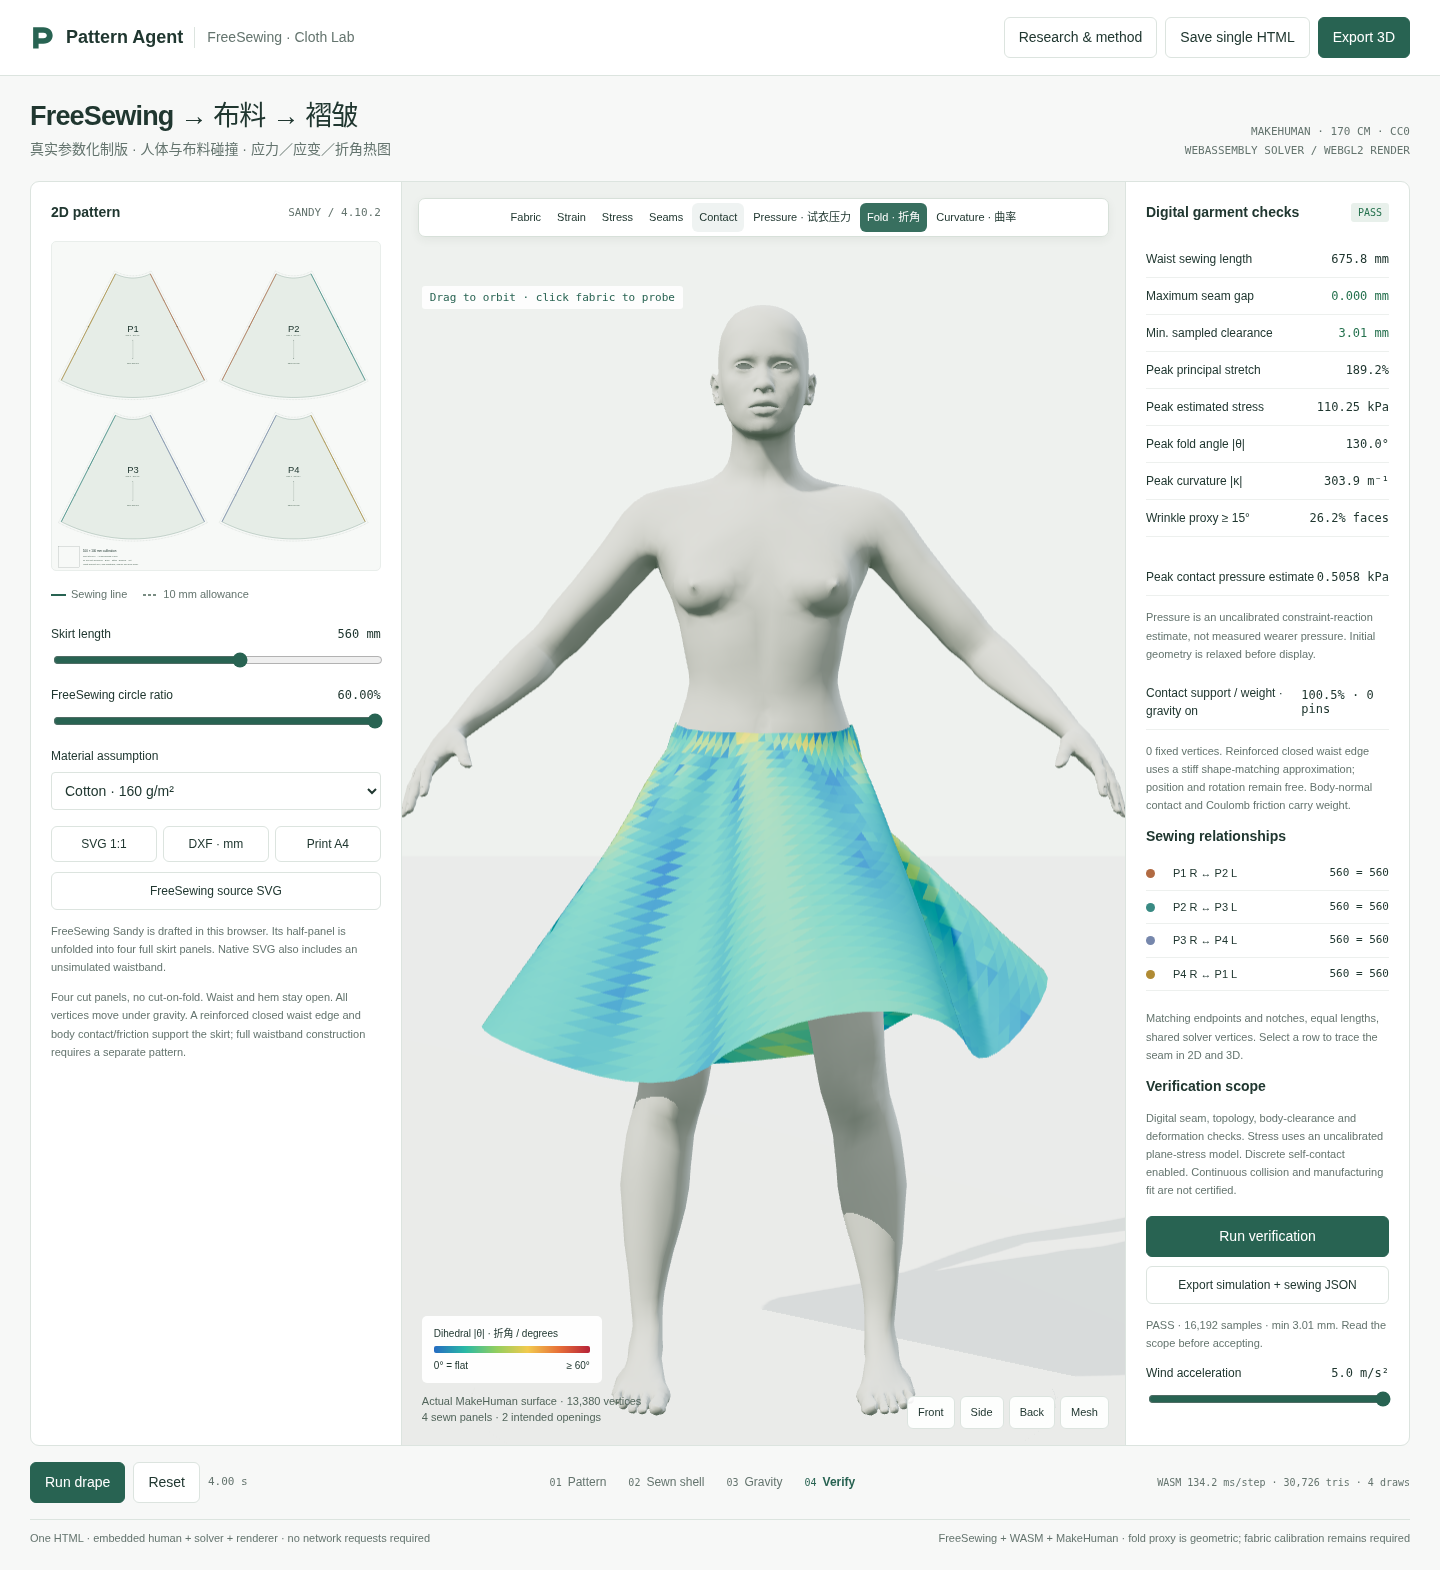 Pattern Agent
FreeSewing · Cloth Lab
Research & method
Save single HTML
Export 3D
FreeSewing → 布料 → 褶皱
真实参数化制版 · 人体与布料碰撞 · 应力／应变／折角热图
MAKEHUMAN · 170 CM · CC0
WEBASSEMBLY SOLVER / WEBGL2 RENDER
2D pattern
SANDY / 4.10.2
P1
P2
P3
P4
Sewing line
10 mm allowance
Skirt length
560 mm
FreeSewing circle ratio
60.00%
Material assumption
Cotton · 160 g/m²
SVG 1:1
DXF · mm
Print A4
FreeSewing source SVG
FreeSewing Sandy is drafted in this browser. Its half-panel is
unfolded into four full skirt panels. Native SVG also includes an
unsimulated waistband.
Four cut panels, no cut-on-fold. Waist and hem stay open. All
vertices move under gravity. A reinforced closed waist edge and
body contact/friction support the skirt; full waistband construction
requires a separate pattern.
Fabric
Strain
Stress
Seams
Contact
Pressure · 试衣压力
Fold · 折角
Curvature · 曲率
Drag to orbit · click fabric to probe
Dihedral |θ| · 折角 / degrees
0° = flat
≥ 60°
Actual MakeHuman surface · 13,380 vertices
4 sewn panels · 2 intended openings
Front
Side
Back
Mesh
Digital garment checks
PASS
Waist sewing length
675.8 mm
Maximum seam gap
0.000 mm
Min. sampled clearance
3.01 mm
Peak principal stretch
189.2%
Peak estimated stress
110.25 kPa
Peak fold angle |θ|
130.0°
Peak curvature |κ|
303.9 m⁻¹
Wrinkle proxy ≥ 15°
26.2% faces
Peak contact pressure estimate
0.5058 kPa
Pressure is an uncalibrated constraint-reaction
estimate, not measured wearer pressure. Initial
geometry is relaxed before display.
Contact support / weight ·
gravity on
100.5% · 0
pins
0 fixed vertices. Reinforced closed waist edge
uses a stiff shape-matching approximation;
position and rotation remain free. Body-normal
contact and Coulomb friction carry weight.
Sewing relationships
P1 R ↔ P2 L
560 = 560
P2 R ↔ P3 L
560 = 560
P3 R ↔ P4 L
560 = 560
P4 R ↔ P1 L
560 = 560
Matching endpoints and notches, equal lengths,
shared solver vertices. Select a row to trace the
seam in 2D and 3D.
Verification scope
Digital seam, topology, body-clearance and
deformation checks. Stress uses an uncalibrated
plane-stress model. Discrete self-contact
enabled. Continuous collision and manufacturing
fit are not certified.
Run verification
Export simulation + sewing JSON
PASS · 16,192 samples · min 3.01 mm. Read the
scope before accepting.
Wind acceleration
5.0 m/s²
Run drape
Reset
4.00 s
01 Pattern
02 Sewn shell
03 Gravity
04 Verify
WASM 134.2 ms/step · 30,726 tris · 4 draws
One HTML · embedded human + solver + renderer · no network requests required
FreeSewing + WASM + MakeHuman · fold proxy is geometric; fabric calibration remains required